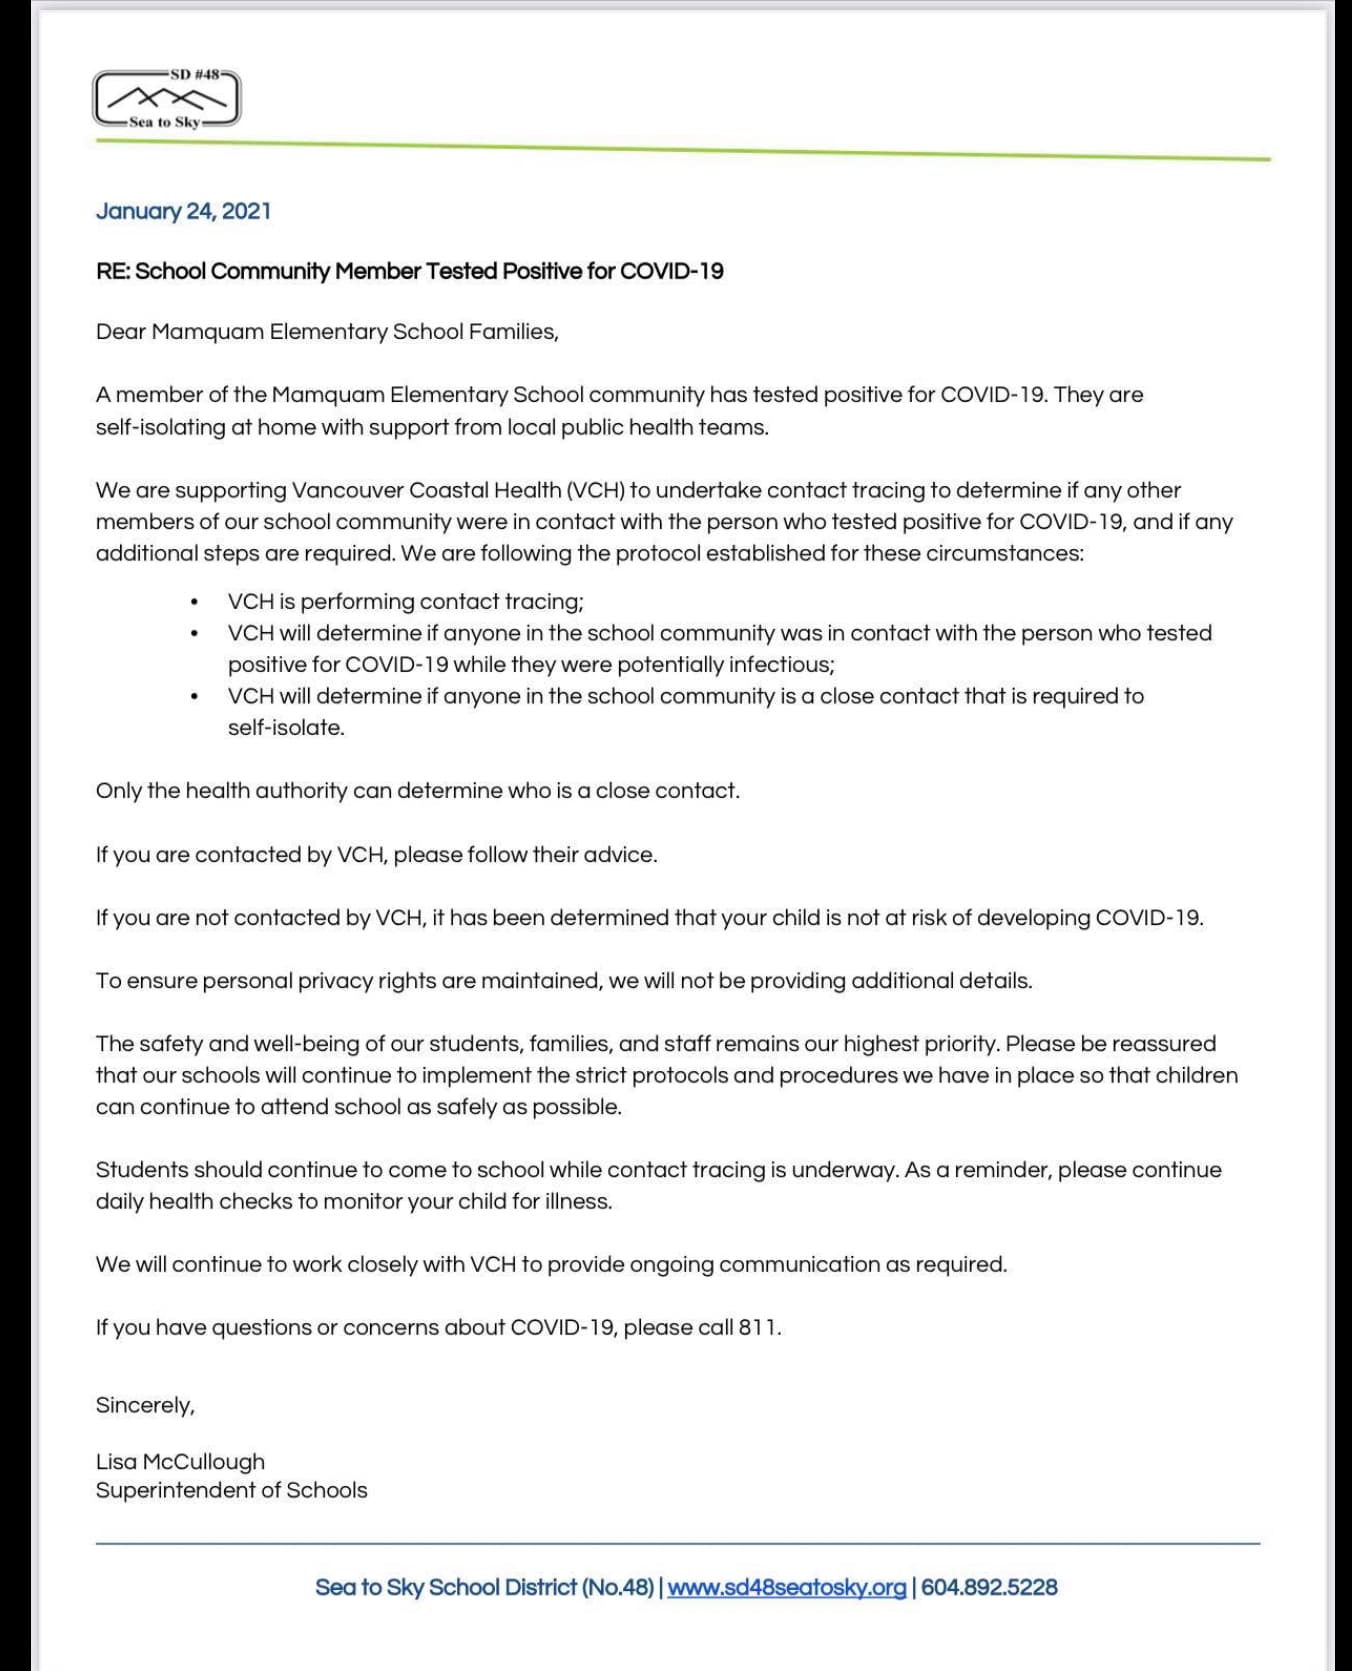 SD #48
Sea to Sky
January 24, 2021
RE: School Community Member Tested Positive for COVID-19
Dear Mamquam Elementary School Families,
A member of the Mamquam Elementary School community has tested positive for COVID-19. They are
self-isolating at home with support from local public health teams.
We are supporting Vancouver Coastal Health (VCH) to undertake contact tracing to determine if any other
members of our school community were in contact with the person who tested positive for COVID-19, and if any
additional steps are required. We are following the protocol established for these circumstances:
• VCH is performing contact tracing;
• VCH will determine if anyone in the school community was in contact with the person who tested
positive for COVID-19 while they were potentially infectious;
• VCH will determine if anyone in the school community is a close contact that is required to
self-isolate.
Only the health authority can determine who is a close contact.
If you are contacted by VCH, please follow their advice.
If you are not contacted by VCH, it has been determined that your child is not at risk of developing COVID-19.
To ensure personal privacy rights are maintained, we will not be providing additional details.
The safety and well-being of our students, families, and staff remains our highest priority. Please be reassured
that our schools will continue to implement the strict protocols and procedures we have in place so that children
can continue to attend school as safely as possible.
Students should continue to come to school while contact tracing is underway. As a reminder, please continue
daily health checks to monitor your child for illness.
We will continue to work closely with VCH to provide ongoing communication as required.
If you have questions or concerns about COVID-19, please call 811.
Sincerely,
Lisa McCullough
Superintendent of Schools
Sea to Sky School District (No.48) | www.sd48seatosky.org | 604.892.5228